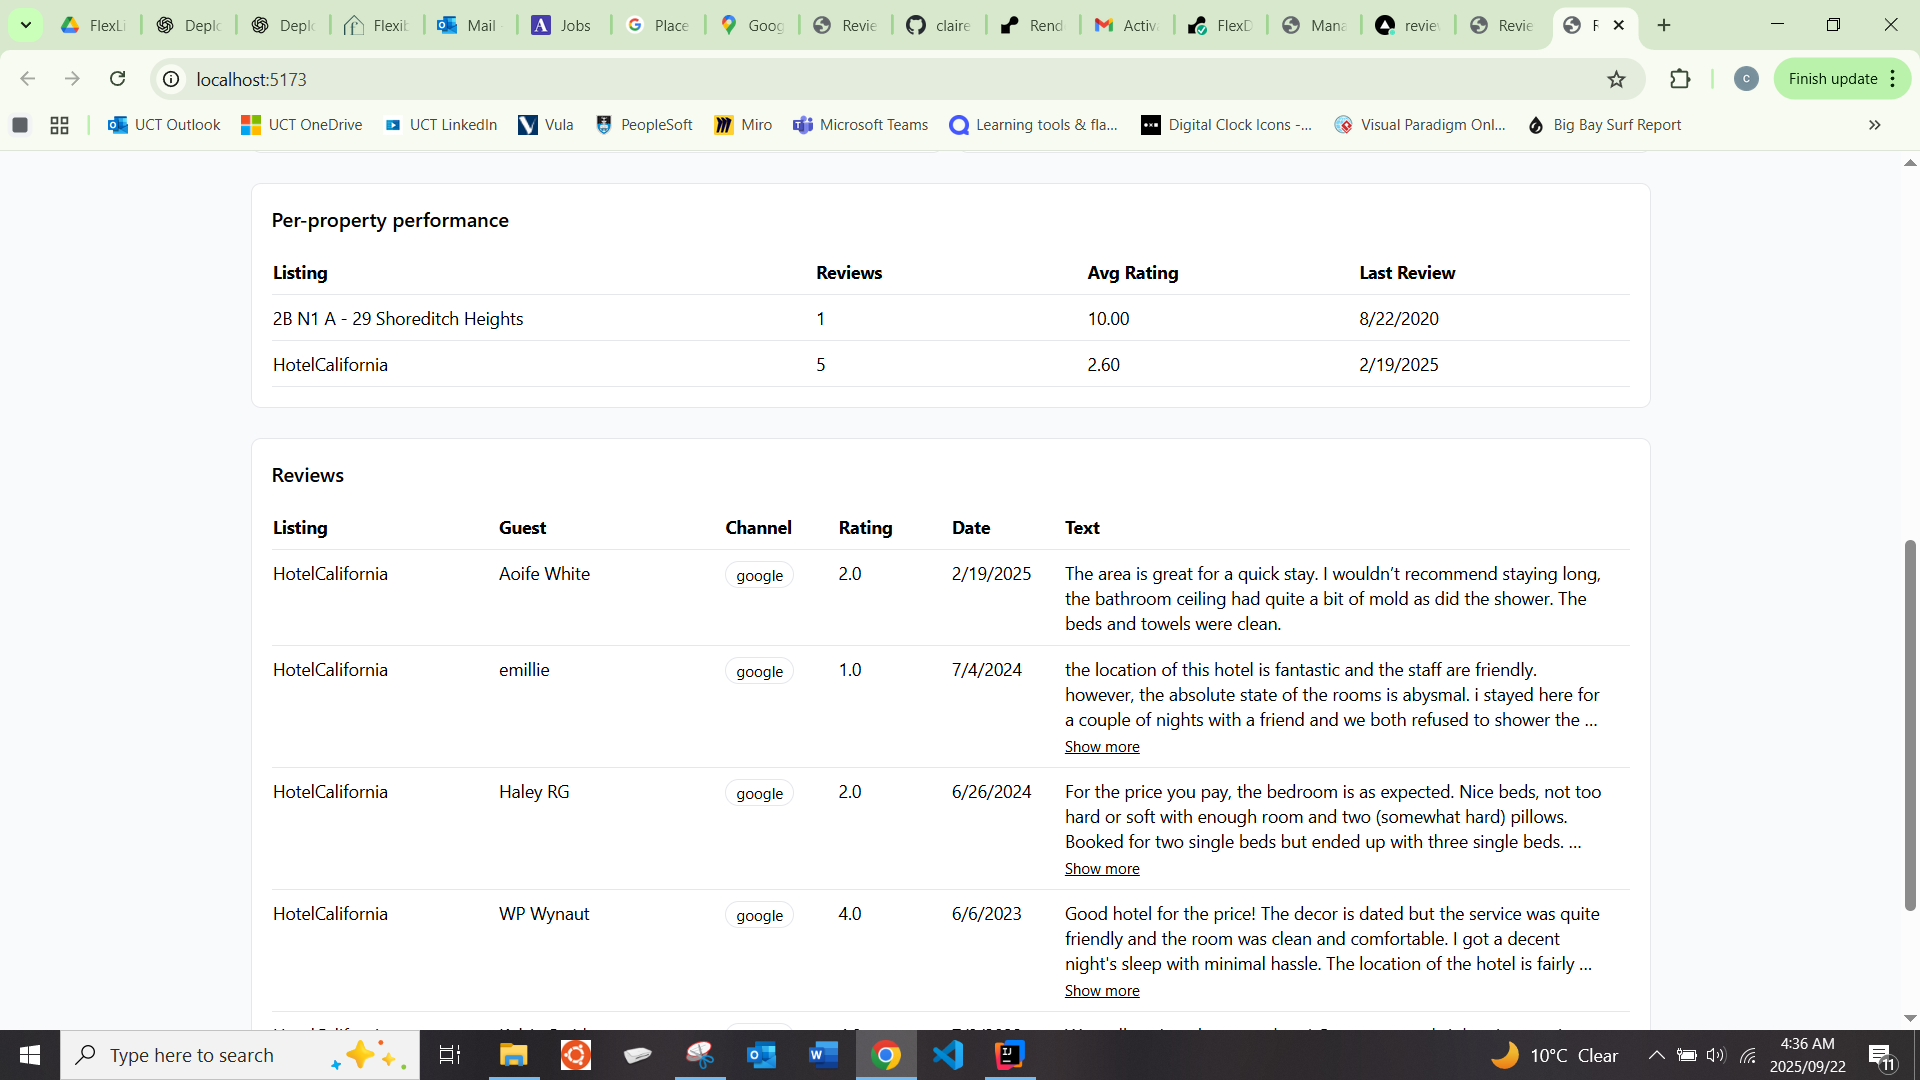 FlexLi
Deplo
Deplo
Flexib
Mail -
Jobs
Place
Goog
Revie
claire
Rend
Activa
FlexD
Mana
review
Revie
localhost:5173
C
Finish update
UCT Outlook
UCT OneDrive
UCT LinkedIn
Vula
PeopleSoft
Miro
Microsoft Teams
Learning tools & fla...
Digital Clock Icons -...
Visual Paradigm Onl...
Big Bay Surf Report
Per-property performance
Listing Reviews Avg Rating Last Review
2B N1 A - 29 Shoreditch Heights 1 10.00 8/22/2020
HotelCalifornia 5 2.60 2/19/2025
Reviews
Listing Guest Channel Rating Date Text
HotelCalifornia Aoife White google 2.0 2/19/2025 The area is great for a quick stay. I wouldn’t recommend staying long,
the bathroom ceiling had quite a bit of mold as did the shower. The
beds and towels were clean.
HotelCalifornia emillie google 1.0 7/4/2024 the location of this hotel is fantastic and the staff are friendly.
however, the absolute state of the rooms is abysmal. i stayed here for
a couple of nights with a friend and we both refused to shower the ...
Show more
HotelCalifornia Haley RG google 2.0 6/26/2024 For the price you pay, the bedroom is as expected. Nice beds, not too
hard or soft with enough room and two (somewhat hard) pillows.
Booked for two single beds but ended up with three single beds. ...
Show more
HotelCalifornia WP Wynaut google 4.0 6/6/2023 Good hotel for the price! The decor is dated but the service was quite
friendly and the room was clean and comfortable. I got a decent
night's sleep with minimal hassle. The location of the hotel is fairly ...
Show more
Type here to search
10°C Clear
4:36 AM
2025/09/22
11